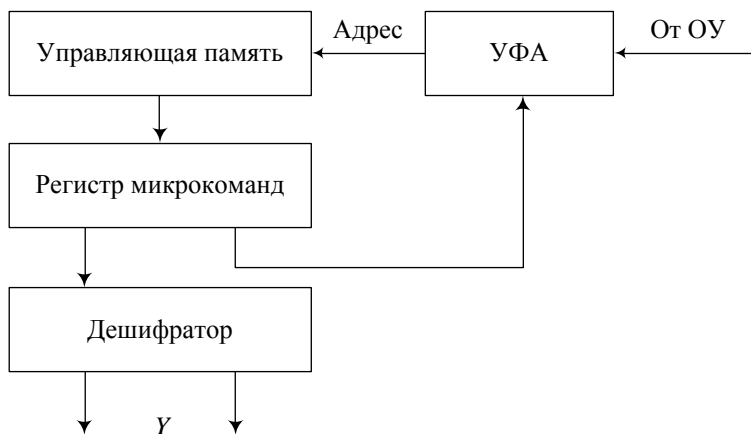 Управляющая память
Адрес
УФА
От ОУ
Регистр микрокоманд
Дешифратор
Y